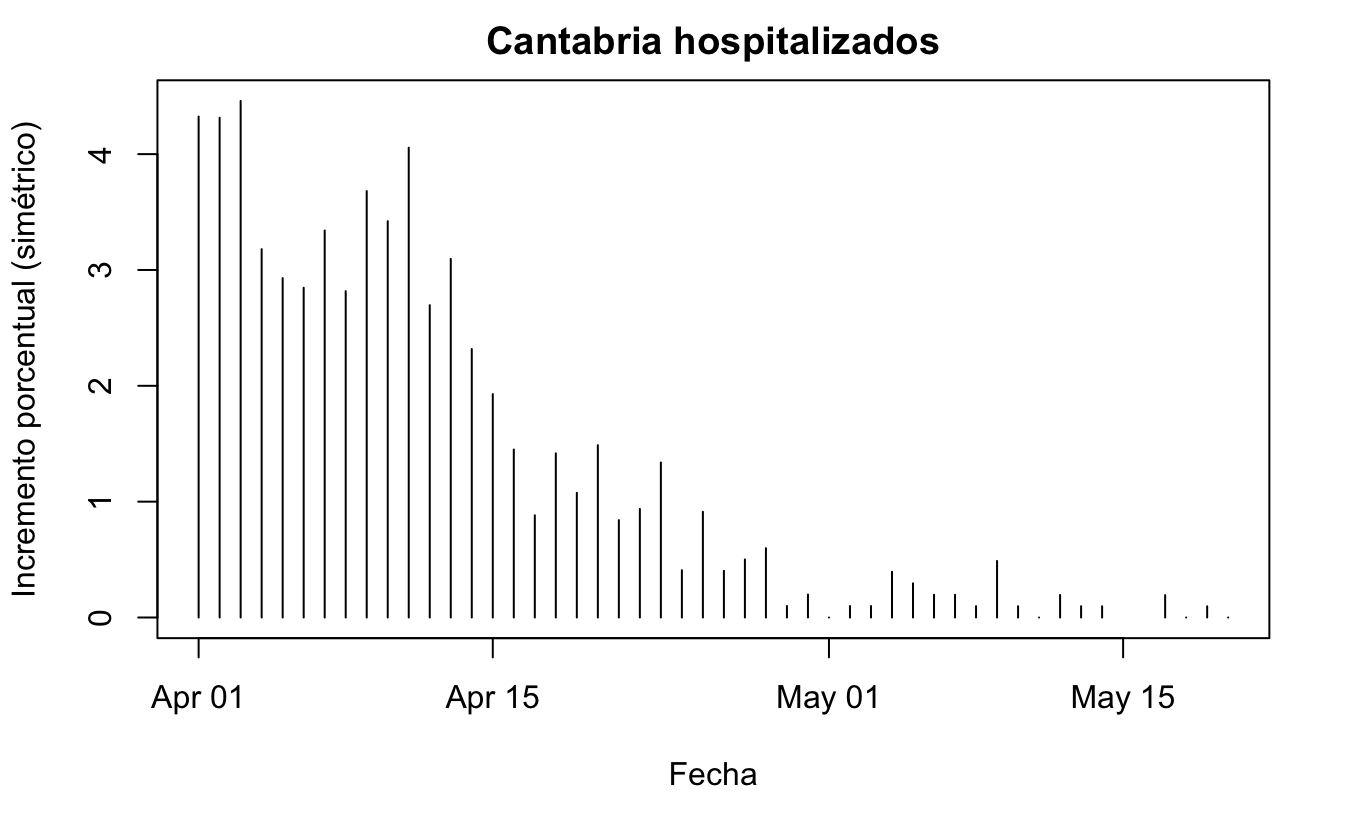 Cantabria hospitalizados
Incremento porcentual (simétrico)
4
3
2
1
0
Apr 01 Apr 15 May 01 May 15
Fecha